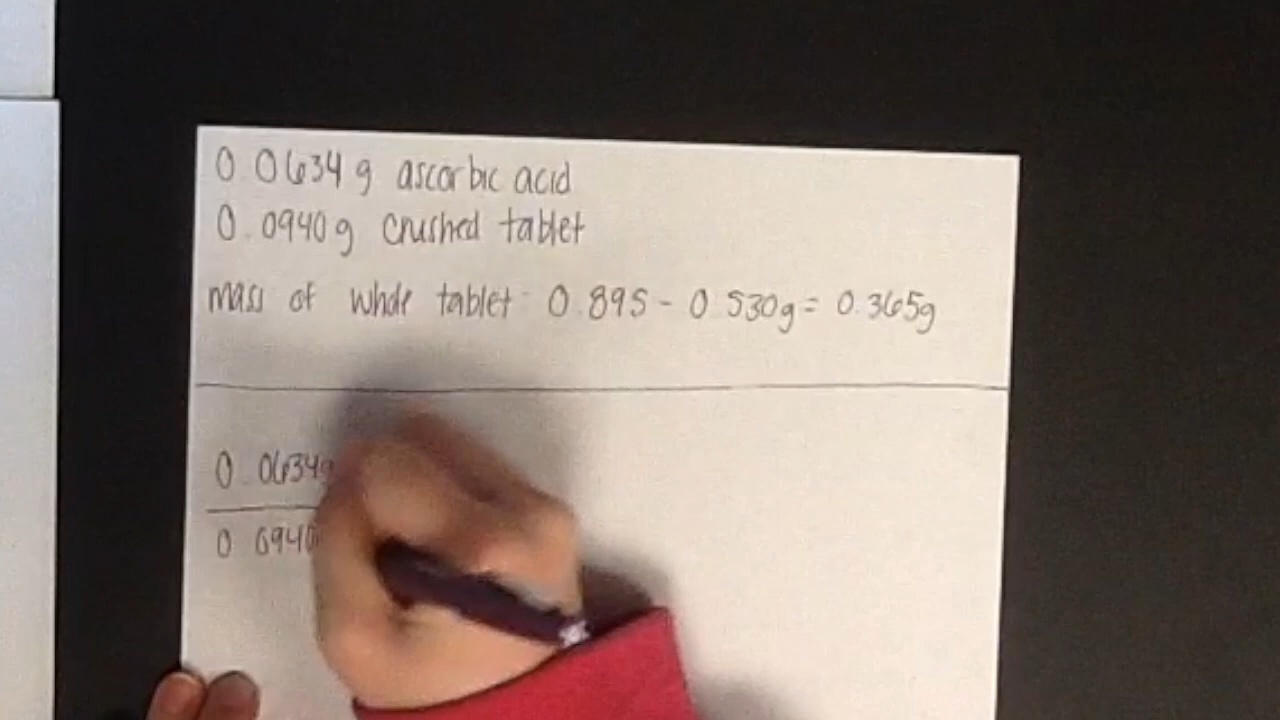 0.0634 g ascorbic acid
0.0940 g crushed tablet
mass of whole tablet: 0.895 - 0.530g = 0.365g
0.0634g
0.0940